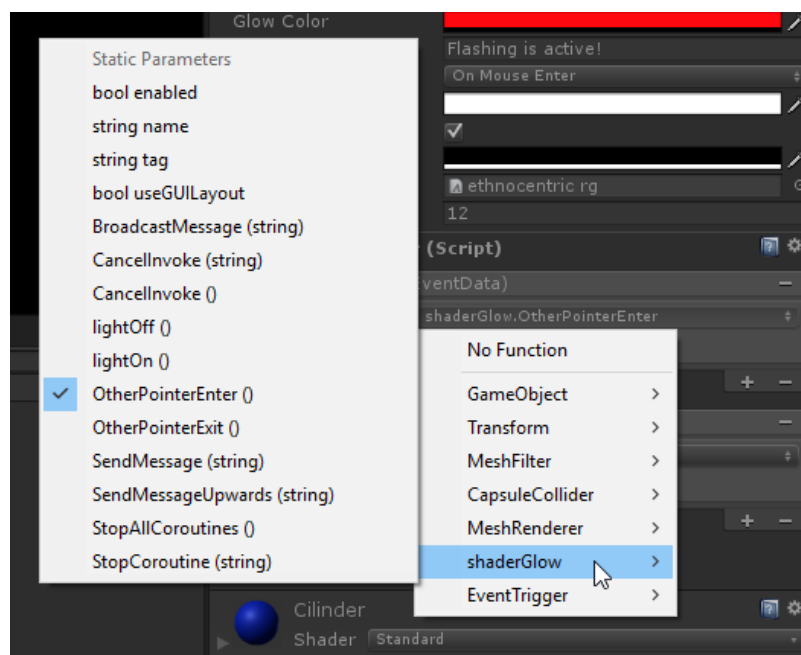 Glow Color
Flashing is active!
On Mouse Enter
ethnocentric rg
12
(Script)
ventData)
shaderGlow.OtherPointerEnter
Static Parameters
bool enabled
string name
string tag
bool useGUILayout
BroadcastMessage (string)
CancelInvoke (string)
CancelInvoke ()
lightOff ()
lightOn ()
OtherPointerEnter ()
OtherPointerExit ()
SendMessage (string)
SendMessageUpwards (string)
StopAllCoroutines ()
StopCoroutine (string)
No Function
GameObject
Transform
MeshFilter
CapsuleCollider
MeshRenderer
shaderGlow
EventTrigger
Cilinder
Shader Standard